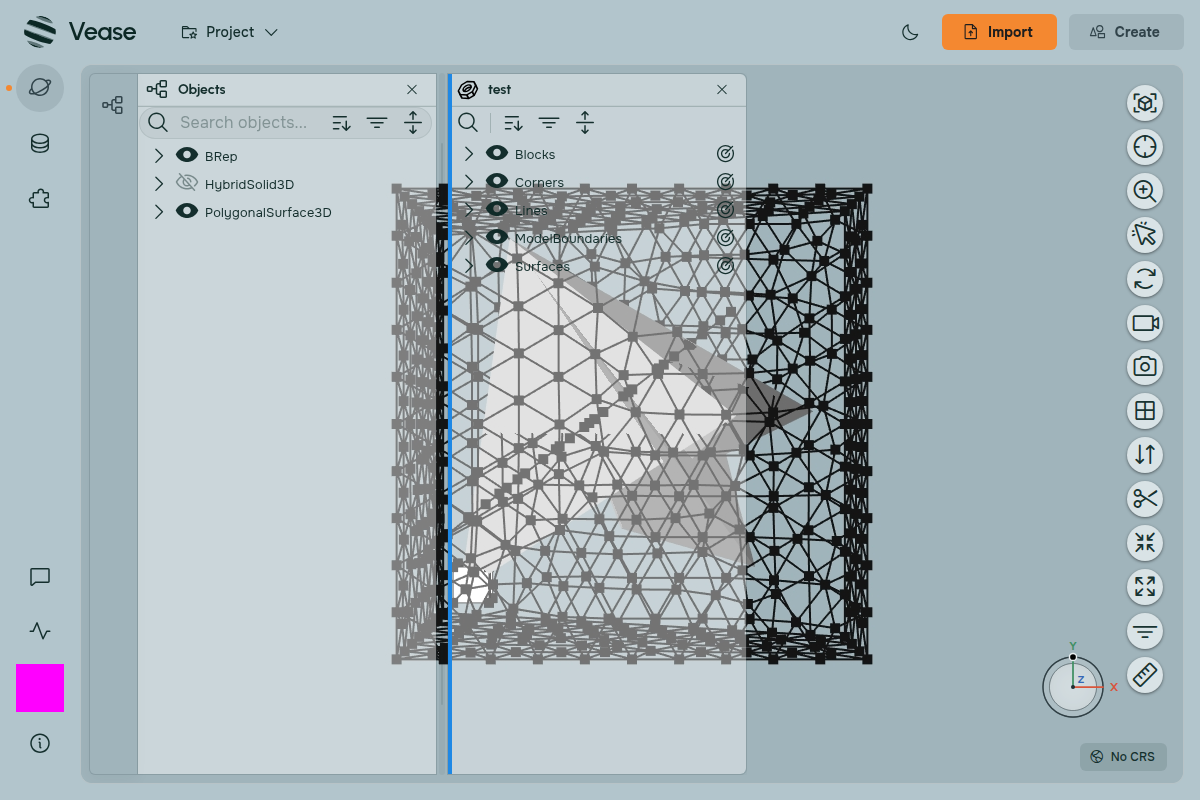 Vease
Project
Import
Create
Objects
test
Search objects...
BRep
HybridSolid3D
PolygonalSurface3D
Blocks
Corners
Lines
ModelBoundaries
Surfaces
Y
Z
X
No CRS